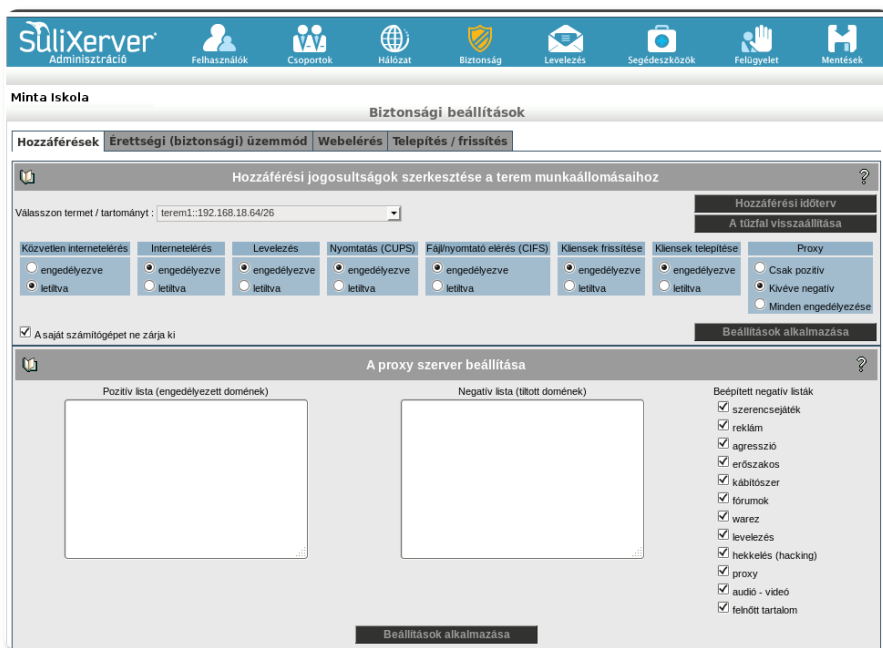 SuliXerver
Adminisztráció
Felhasználók Csoportok Hálózat Biztonság Levelezés Segédeszközök Felügyelet Mentések
Minta Iskola
Biztonsági beállítások
Hozzáférések Érettségi (biztonsági) üzemmód Webelérés Telepítés / frissítés
Hozzáférési jogosultságok szerkesztése a terem munkaállomásaihoz
Válasszon termet / tartományt : terem1::192.168.18.64/26
Hozzáférési időterv
A tűzfal visszaállítása
Közvetlen internetelérés Internetelérés Levelezés Nyomtatás (CUPS) Fájl/nyomtató elérés (CIFS) Kliensek frissítése Kliensek telepítése Proxy
engedélyezve engedélyezve engedélyezve engedélyezve engedélyezve engedélyezve engedélyezve Csak pozitív
letiltva letiltva letiltva letiltva letiltva letiltva letiltva Kivéve negatív
Minden engedélyezése
A saját számítógépet ne zárja ki
Beállítások alkalmazása
A proxy szerver beállítása
Pozitív lista (engedélyezett domének) Negatív lista (tiltott domének) Beépített negatív listák
szerencsejáték
reklám
agresszió
erőszakos
kábítószer
fórumok
warez
levelezés
hekkelés (hacking)
proxy
audió - videó
felnőtt tartalom
Beállítások alkalmazása